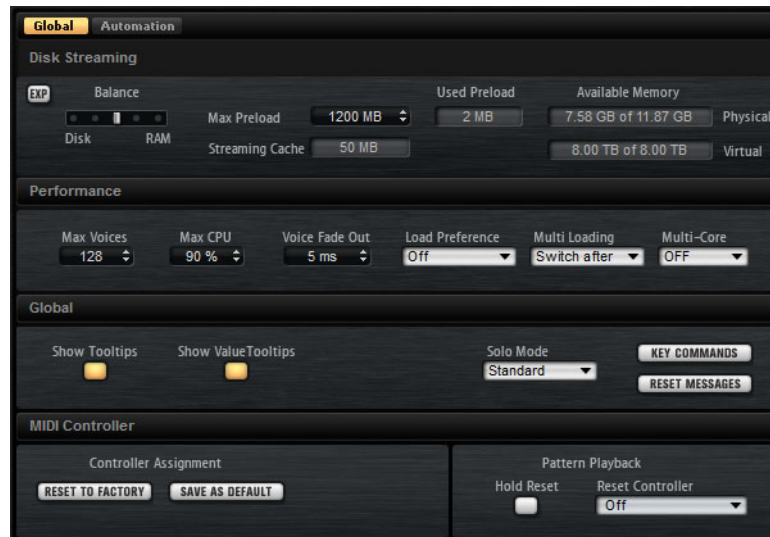 Global Automation
Disk Streaming
EXP Balance Used Preload Available Memory
Max Preload 1200 MB 2 MB 7.58 GB of 11.87 GB Physical
Disk RAM
Streaming Cache 50 MB 8.00 TB of 8.00 TB Virtual
Performance
Max Voices Max CPU Voice Fade Out Load Preference Multi Loading Multi-Core
128 90 % 5 ms Off Switch after OFF
Global
Show Tooltips Show ValueTooltips Solo Mode KEY COMMANDS
Standard
RESET MESSAGES
MIDI Controller
Controller Assignment Pattern Playback
RESET TO FACTORY SAVE AS DEFAULT Hold Reset Reset Controller
Off